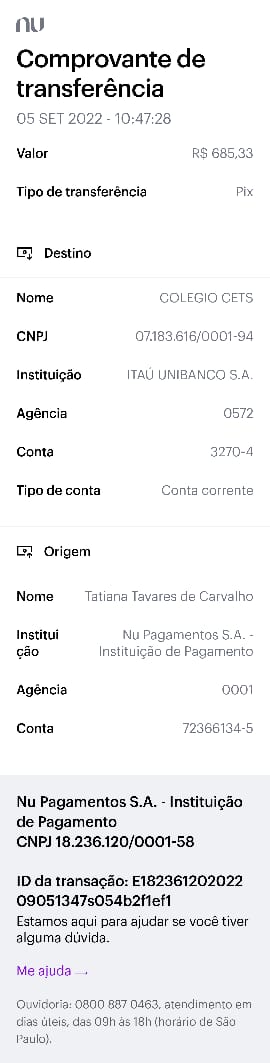 nu
Comprovante de
transferência
05 SET 2022 - 10:47:28
Valor R$ 685,33
Tipo de transferência Pix
Destino
Nome COLEGIO CETS
CNPJ 07.183.616/0001-94
Instituição ITAÚ UNIBANCO S.A.
Agência 0572
Conta 3270-4
Tipo de conta Conta corrente
Origem
Nome Tatiana Tavares de Carvalho
Institui Nu Pagamentos S.A. -
ção Instituição de Pagamento
Agência 0001
Conta 72366134-5
Nu Pagamentos S.A. - Instituição
de Pagamento
CNPJ 18.236.120/0001-58
ID da transação: E182361202022
09051347s054b2f1ef1
Estamos aqui para ajudar se você tiver
alguma dúvida.
Me ajuda →
Ouvidoria: 0800 887 0463, atendimento em
dias úteis, das 09h às 18h (horário de São
Paulo).